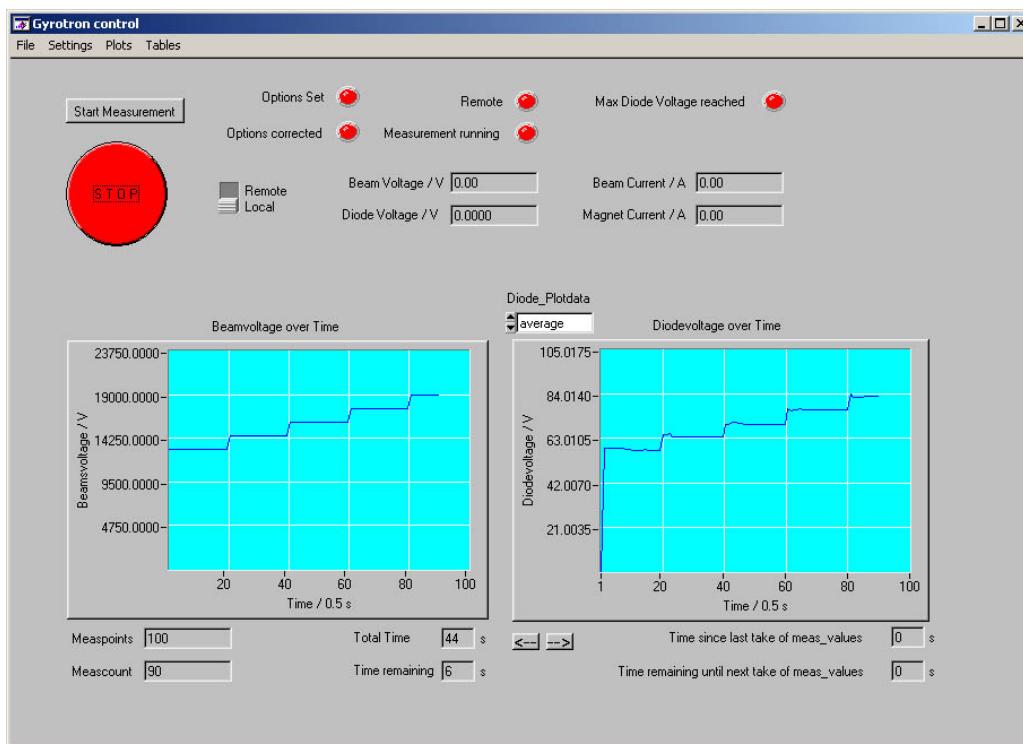 Gyrotron control
File Settings Plots Tables
Start Measurement
Options Set
Remote
Max Diode Voltage reached
Options corrected
Measurement running
STOP
Remote
Local
Beam Voltage / V 0.00
Beam Current / A 0.00
Diode Voltage / V 0.0000
Magnet Current / A 0.00
Diode_Plotdata
average
Beamvoltage over Time
Diodevoltage over Time
23750.0000
19000.0000
14250.0000
9500.0000
4750.0000
Beamsvoltage / V
20 40 60 80 100
Time / 0.5 s
105.0175
84.0140
63.0105
42.0070
21.0035
Diodevoltage / V
1 20 40 60 80 100
Time / 0.5 s
Measpoints 100
Total Time 44 s
<-- -->
Time since last take of meas_values 0 s
Meascount 90
Time remaining 6 s
Time remaining until next take of meas_values 0 s